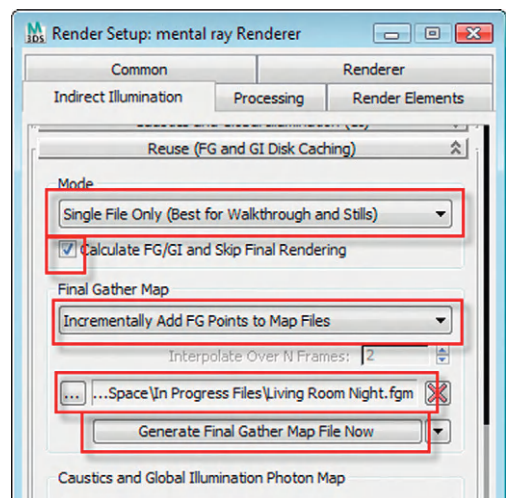 M
3DS
Render Setup: mental ray Renderer
Common Renderer
Indirect Illumination Processing Render Elements
Reuse (FG and GI Disk Caching)
Mode
Single File Only (Best for Walkthrough and Stills)
Calculate FG/GI and Skip Final Rendering
Final Gather Map
Incrementally Add FG Points to Map Files
Interpolate Over N Frames: 2
... ...Space\In Progress Files\Living Room Night.fgm
Generate Final Gather Map File Now
Caustics and Global Illumination Photon Map